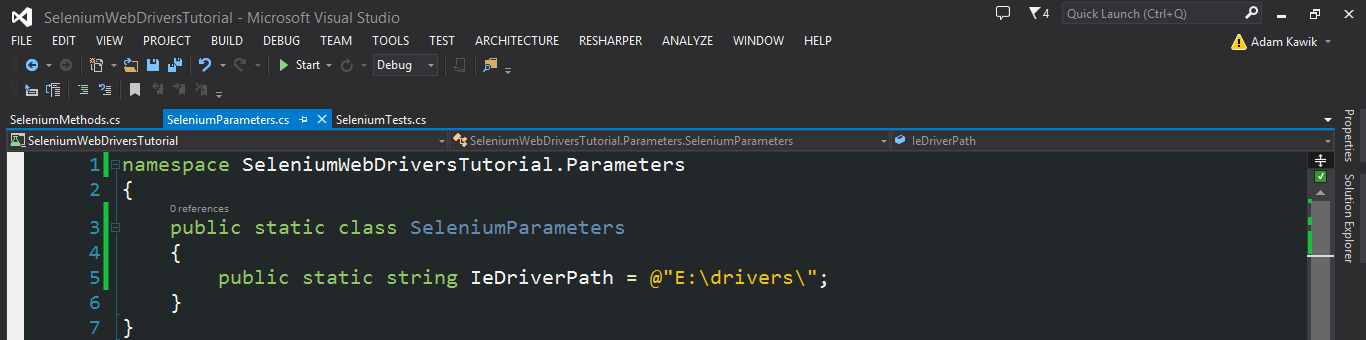 SeleniumWebDriversTutorial - Microsoft Visual Studio
4
Quick Launch (Ctrl+Q)
FILE EDIT VIEW PROJECT BUILD DEBUG TEAM TOOLS TEST ARCHITECTURE RESHARPER ANALYZE WINDOW HELP
Adam Kawik
Start Debug
SeleniumMethods.cs SeleniumParameters.cs SeleniumTests.cs
SeleniumWebDriversTutorial SeleniumWebDriversTutorial.Parameters.SeleniumParameters IeDriverPath
1 namespace SeleniumWebDriversTutorial.Parameters
2 {
0 references
3 public static class SeleniumParameters
4 {
5 public static string IeDriverPath = @"E:\drivers\";
6 }
7 }
Properties
Solution Explorer